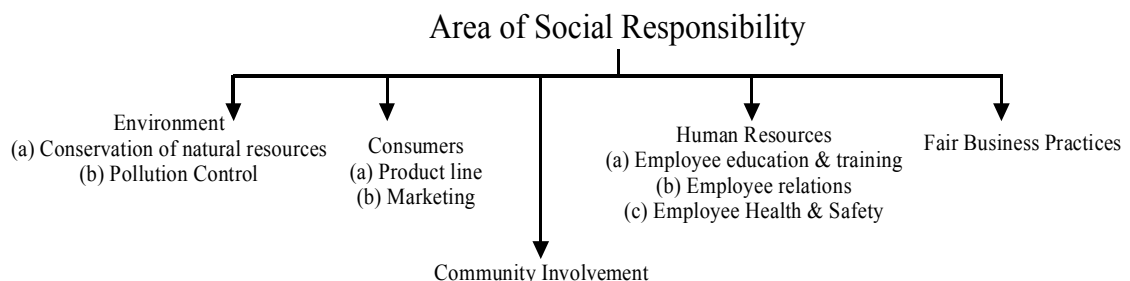 Area of Social Responsibility
Environment
(a) Conservation of natural resources
(b) Pollution Control
Consumers
(a) Product line
(b) Marketing
Community Involvement
Human Resources
(a) Employee education & training
(b) Employee relations
(c) Employee Health & Safety
Fair Business Practices